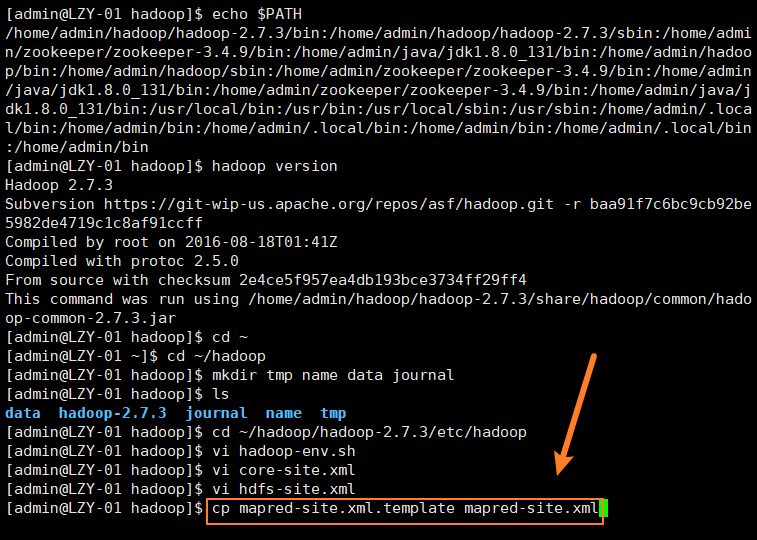 [admin@LZY-01 hadoop]$ echo $PATH
/home/admin/hadoop/hadoop-2.7.3/bin:/home/admin/hadoop/hadoop-2.7.3/sbin:/home/admi
n/zookeeper/zookeeper-3.4.9/bin:/home/admin/java/jdk1.8.0_131/bin:/home/admin/hadoo
p/bin:/home/admin/hadoop/sbin:/home/admin/zookeeper/zookeeper-3.4.9/bin:/home/admin
/java/jdk1.8.0_131/bin:/home/admin/zookeeper/zookeeper-3.4.9/bin:/home/admin/java/j
dk1.8.0_131/bin:/usr/local/bin:/usr/bin:/usr/local/sbin:/usr/sbin:/home/admin/.loca
l/bin:/home/admin/bin:/home/admin/.local/bin:/home/admin/bin:/home/admin/.local/bin
:/home/admin/bin
[admin@LZY-01 hadoop]$ hadoop version
Hadoop 2.7.3
Subversion https://git-wip-us.apache.org/repos/asf/hadoop.git -r baa91f7c6bc9cb92be
5982de4719c1c8af91ccff
Compiled by root on 2016-08-18T01:41Z
Compiled with protoc 2.5.0
From source with checksum 2e4ce5f957ea4db193bce3734ff29ff4
This command was run using /home/admin/hadoop/hadoop-2.7.3/share/hadoop/common/hado
op-common-2.7.3.jar
[admin@LZY-01 hadoop]$ cd ~
[admin@LZY-01 ~]$ cd ~/hadoop
[admin@LZY-01 hadoop]$ mkdir tmp name data journal
[admin@LZY-01 hadoop]$ ls
data  hadoop-2.7.3  journal  name  tmp
[admin@LZY-01 hadoop]$ cd ~/hadoop/hadoop-2.7.3/etc/hadoop
[admin@LZY-01 hadoop]$ vi hadoop-env.sh
[admin@LZY-01 hadoop]$ vi core-site.xml
[admin@LZY-01 hadoop]$ vi hdfs-site.xml
[admin@LZY-01 hadoop]$ cp mapred-site.xml.template mapred-site.xml